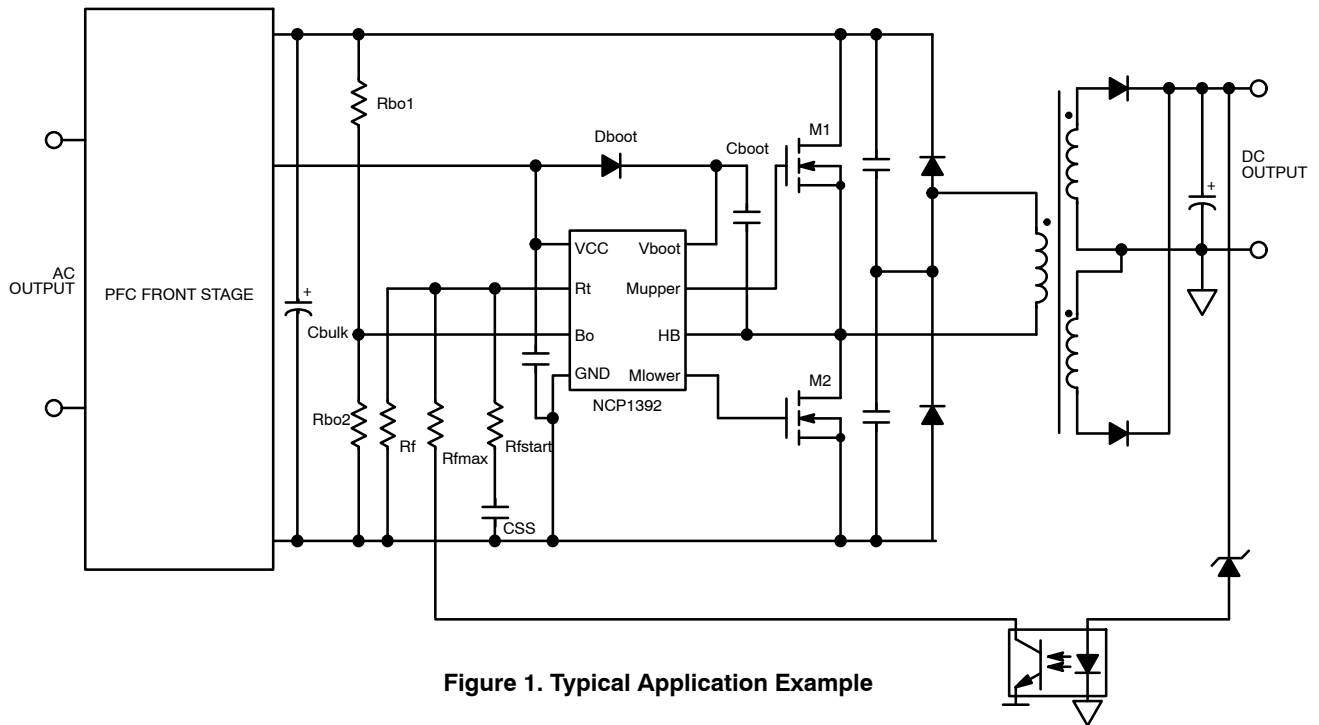 Rbo1
Dboot
Cboot
M1
DC
OUTPUT
+
VCC
Vboot
AC
OUTPUT
PFC FRONT STAGE
+
Rt
Mupper
Cbulk
Bo
HB
GND
Mlower
M2
NCP1392
Rbo2
Rf
Rfmax
Rfstart
CSS
Figure 1. Typical Application Example